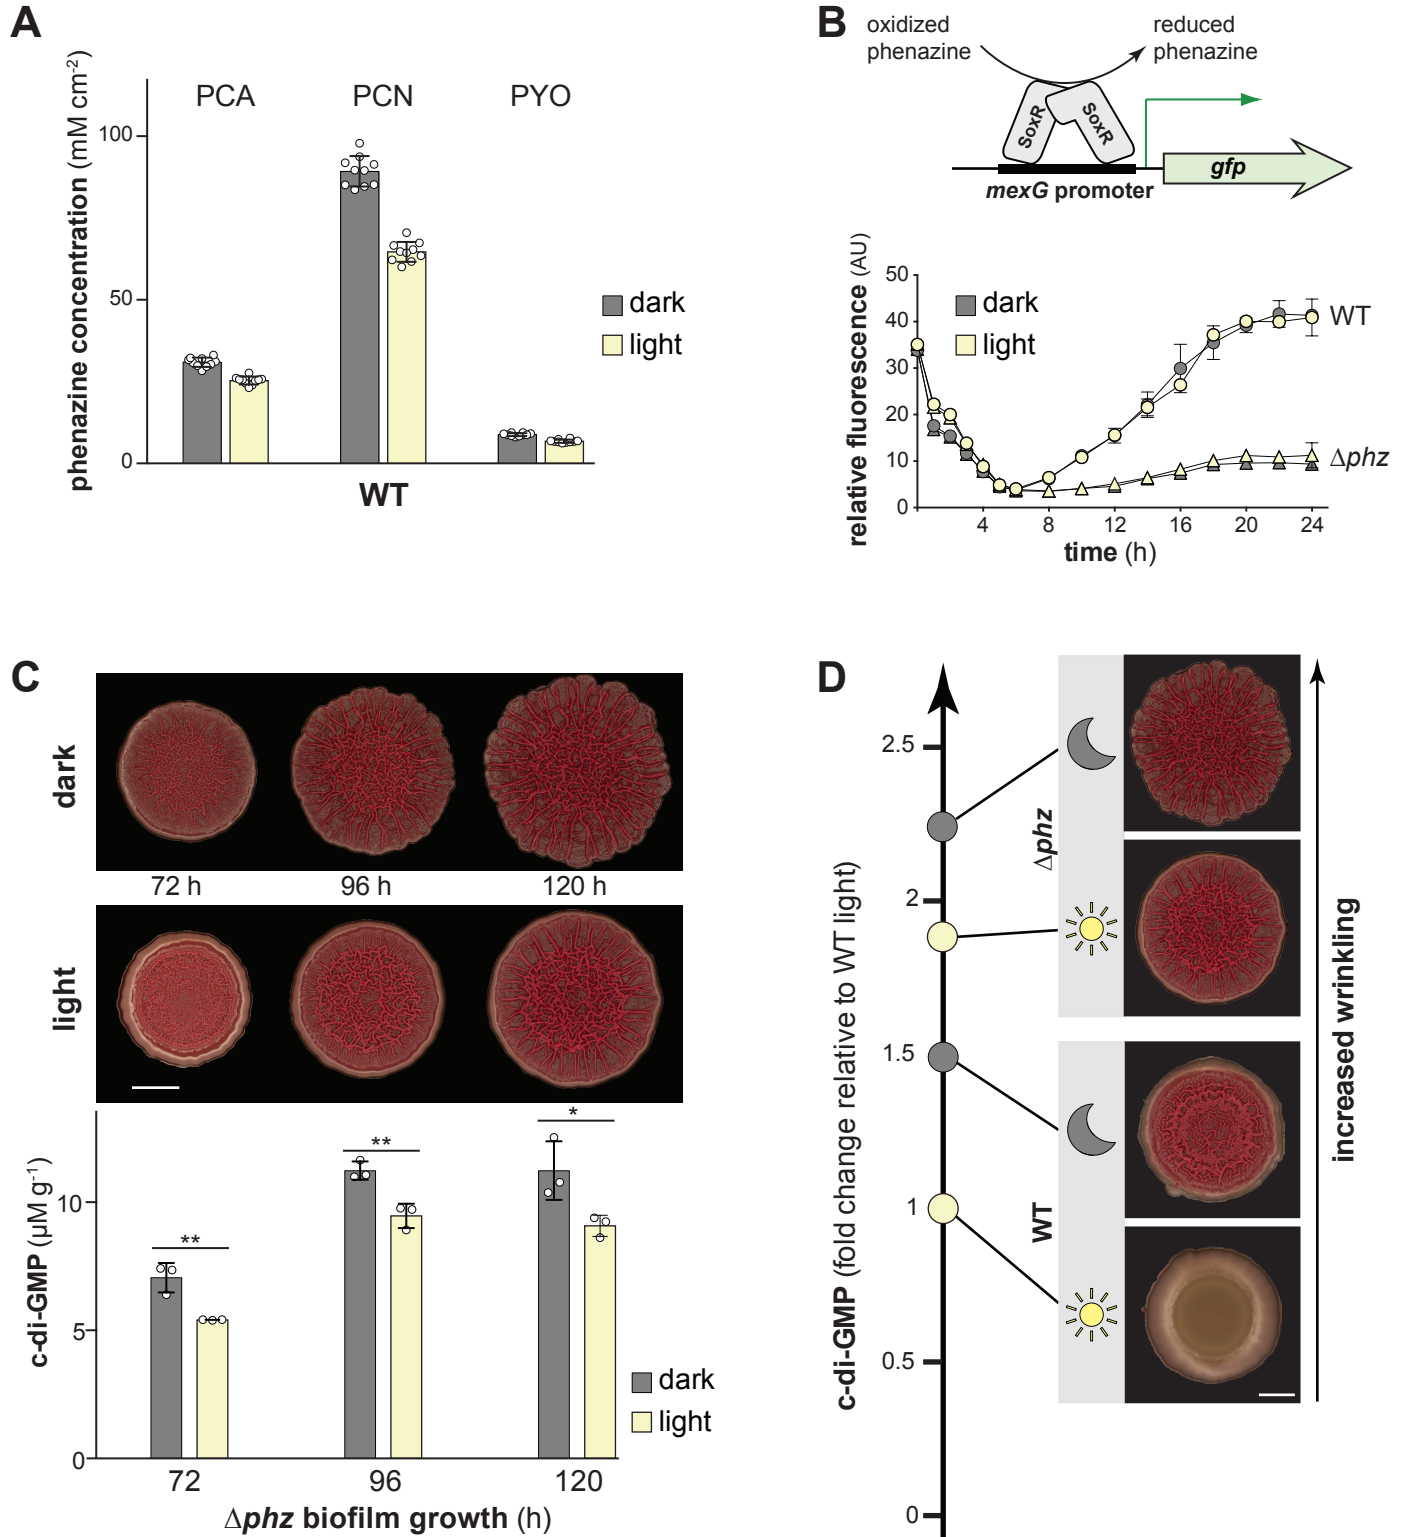 A
phenazine concentration (mM cm-2)
100
50
0
PCA
PCN
PYO
WT
dark
light
B
oxidized
phenazine
reduced
phenazine
SoxR
SoxR
mexG promoter
gfp
relative fluorescence (AU)
50
40
30
20
10
0
dark
light
WT
Δphz
4
8
12
16
20
24
time (h)
C
dark
72 h
96 h
120 h
light
c-di-GMP (µM g-1)
10
5
0
**
**
*
dark
light
72
96
120
Δphz biofilm growth (h)
D
c-di-GMP (fold change relative to WT light)
2.5
2
1.5
1
0.5
0
Δphz
WT
increased wrinkling